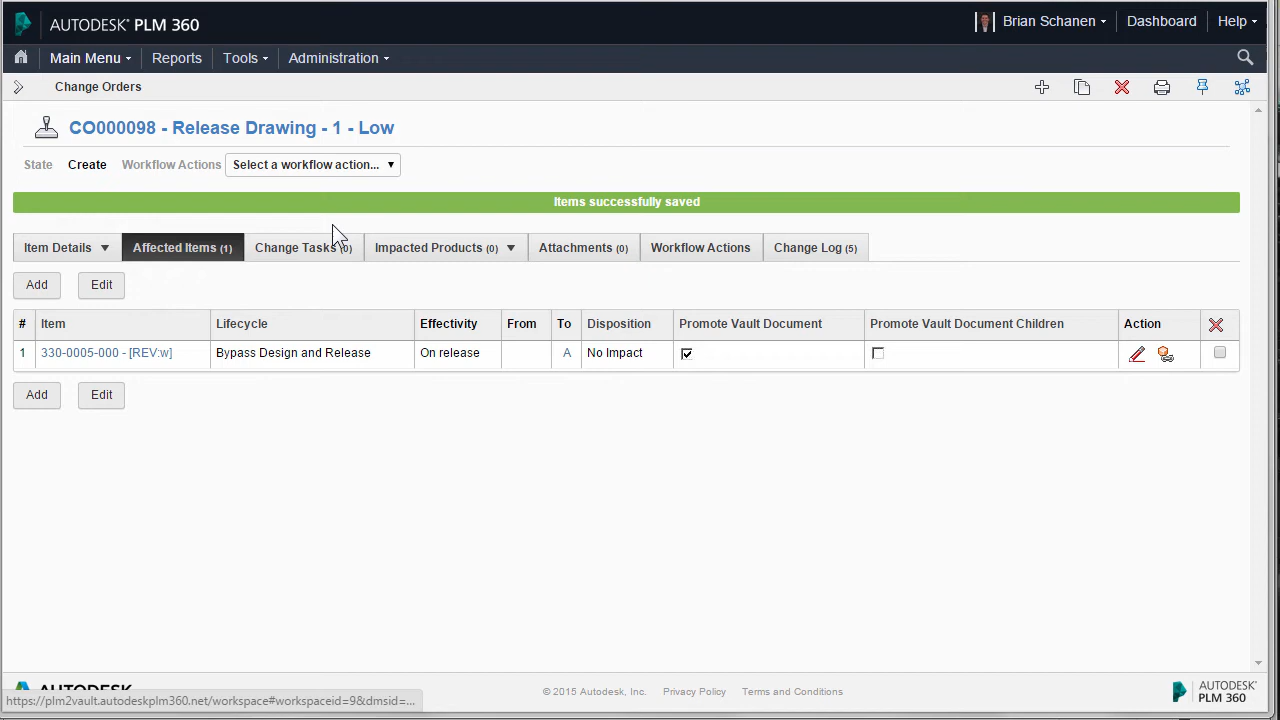 AUTODESK® PLM 360
Brian Schanen
Dashboard
Help
Main Menu
Reports
Tools
Administration
Change Orders
CO000098 - Release Drawing - 1 - Low
State Create Workflow Actions Select a workflow action...
Items successfully saved
Item Details
Affected Items (1)
Change Tasks (0)
Impacted Products (0)
Attachments (0)
Workflow Actions
Change Log (5)
Add Edit
# Item Lifecycle Effectivity From To Disposition Promote Vault Document Promote Vault Document Children Action
1 330-0005-000 - [REV:w] Bypass Design and Release On release A No Impact
Add Edit
AUTODESK
© 2015 Autodesk, Inc. Privacy Policy Terms and Conditions
AUTODESK®
PLM 360
https://plm2vault.autodeskplm360.net/workspace#workspaceid=9&dmsid=...